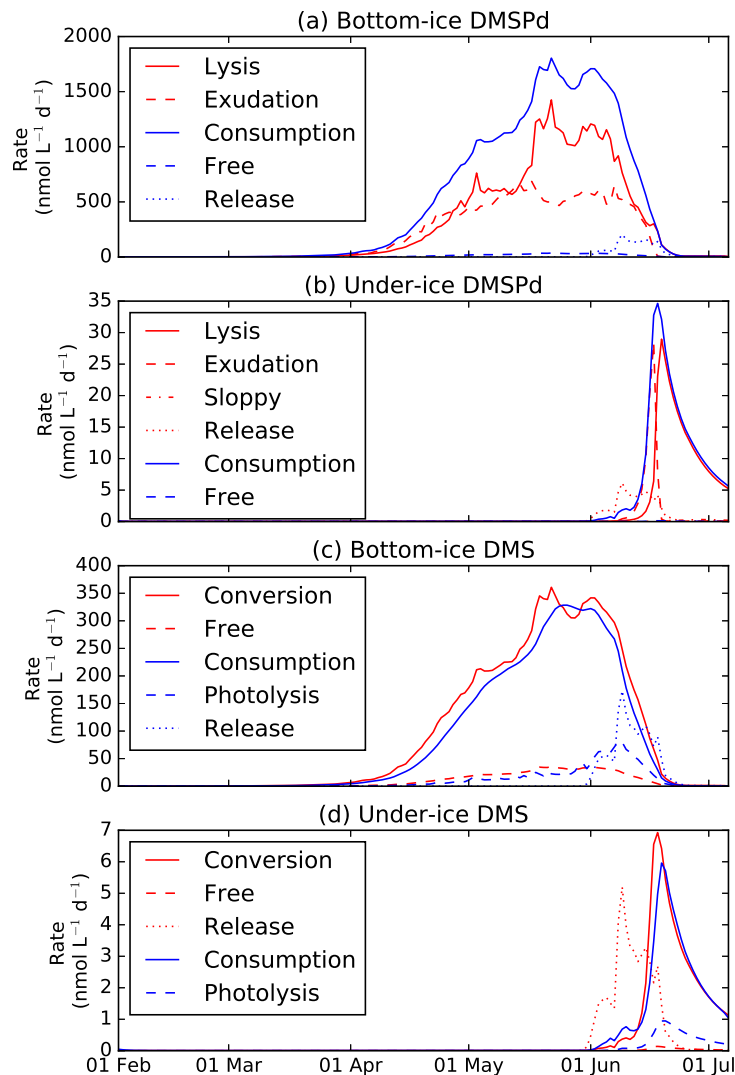 (a) Bottom-ice DMSPd
2000
1500
1000
500
0
Rate
(nmol L⁻¹ d⁻¹)
Lysis
Exudation
Consumption
Free
Release
(b) Under-ice DMSPd
35
30
25
20
15
10
5
0
Rate
(nmol L⁻¹ d⁻¹)
Lysis
Exudation
Sloppy
Release
Consumption
Free
(c) Bottom-ice DMS
400
350
300
250
200
150
100
50
0
Rate
(nmol L⁻¹ d⁻¹)
Conversion
Free
Consumption
Photolysis
Release
(d) Under-ice DMS
7
6
5
4
3
2
1
0
Rate
(nmol L⁻¹ d⁻¹)
Conversion
Free
Release
Consumption
Photolysis
01 Feb 01 Mar 01 Apr 01 May 01 Jun 01 Jul